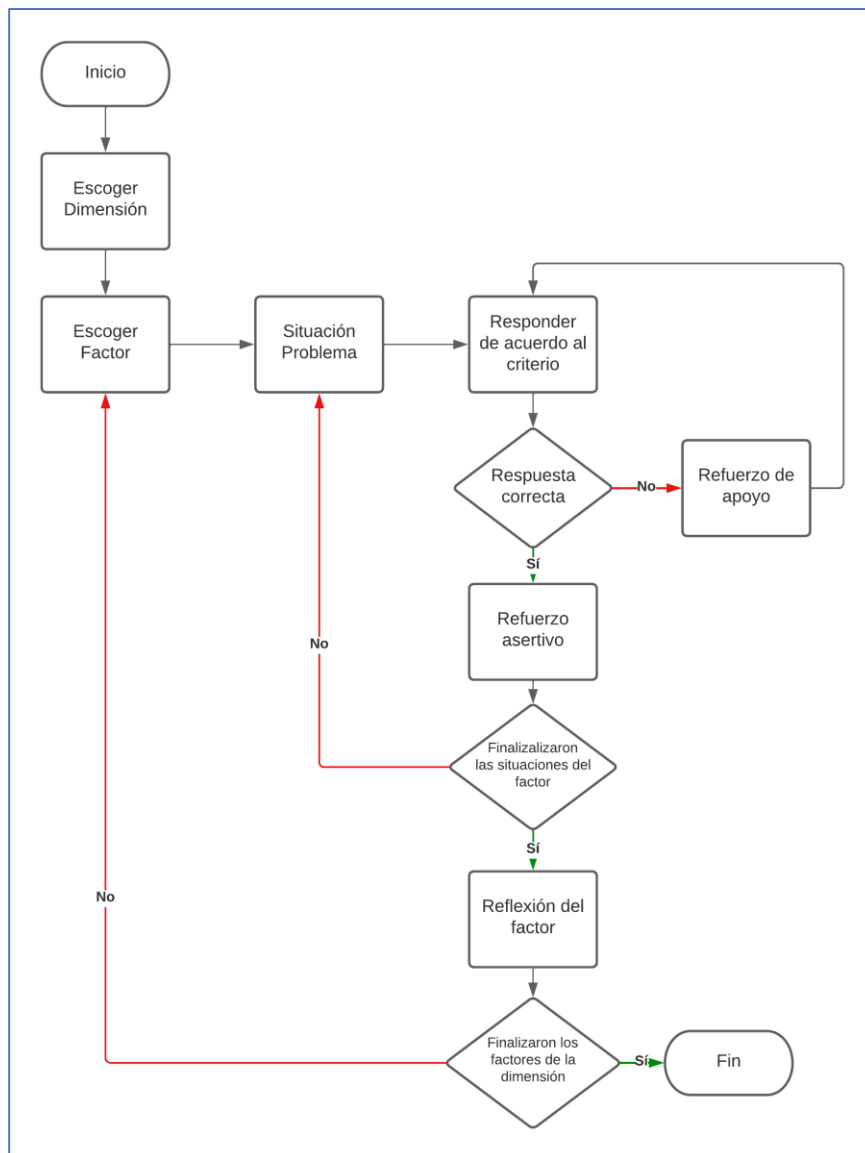 Inicio
Escoger
Dimensión
Escoger
Factor
Situación
Problema
Responder
de acuerdo al
criterio
Respuesta
correcta
No
Refuerzo de
apoyo
Sí
Refuerzo
asertivo
No
Finalizalizaron
las situaciones del
factor
Sí
Reflexión del
factor
No
Finalizaron los
factores de la
dimensión
Sí
Fin